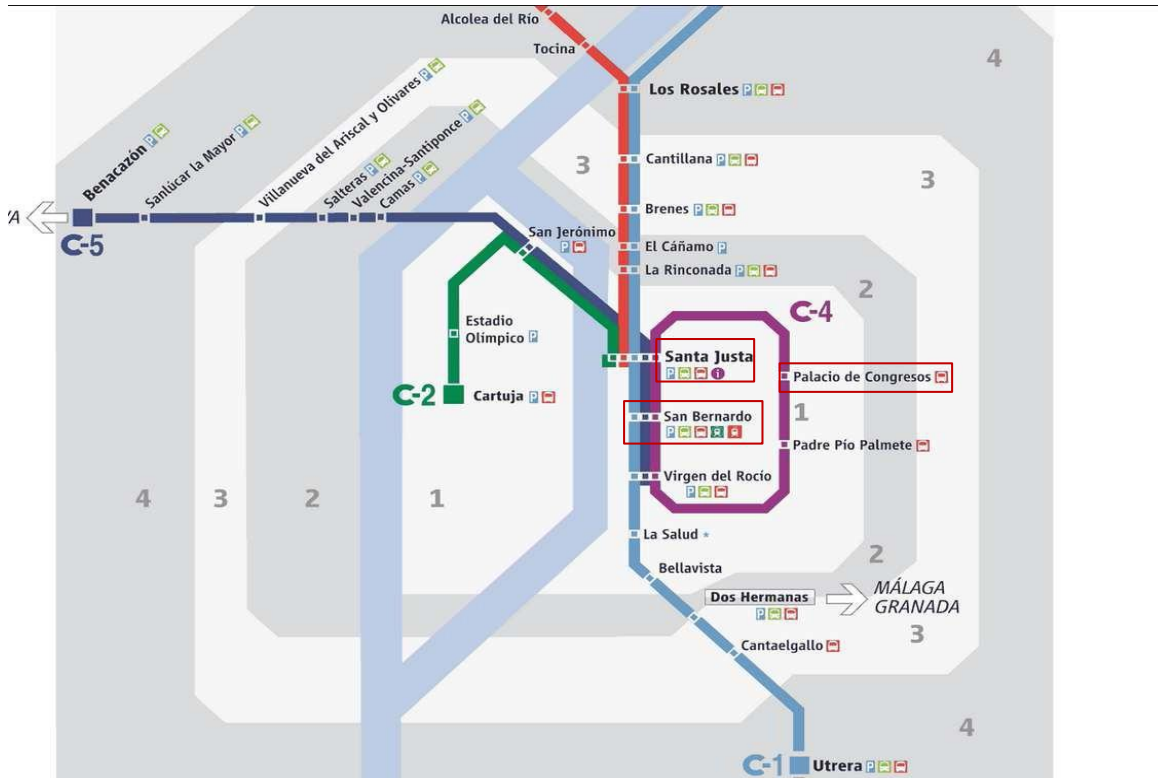 Alcolea del Río
Tocina
4
Los Rosales
Cantillana
3
3
Brenes
El Cáñamo
La Rinconada
2
Benacazón
Sanlúcar la Mayor
Villanueva del Ariscal y Olivares
Salteras
Valencina-Santiponce
Camas
San Jerónimo
C-5
C-4
Estadio
Olímpico
Santa Justa
i
Palacio de Congresos
C-2
Cartuja
San Bernardo
1
Padre Pío Palmete
Virgen del Rocío
4
3
2
1
La Salud *
2
Bellavista
Dos Hermanas
MÁLAGA
GRANADA
3
Cantaelgallo
4
C-1
Utrera